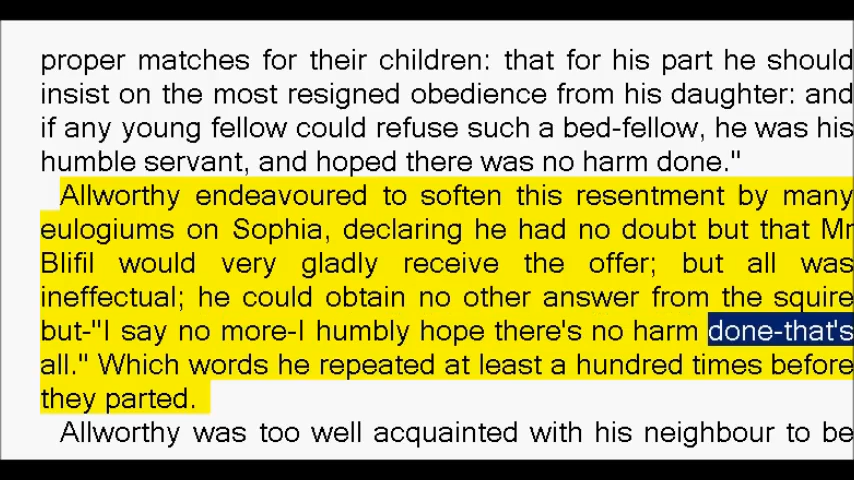 proper matches for their children: that for his part he should
insist on the most resigned obedience from his daughter: and
if any young fellow could refuse such a bed-fellow, he was his
humble servant, and hoped there was no harm done."
Allworthy endeavoured to soften this resentment by many
eulogiums on Sophia, declaring he had no doubt but that Mr
Blifil would very gladly receive the offer; but all was
ineffectual; he could obtain no other answer from the squire
but-"I say no more-I humbly hope there's no harm done-that's
all." Which words he repeated at least a hundred times before
they parted.
Allworthy was too well acquainted with his neighbour to be